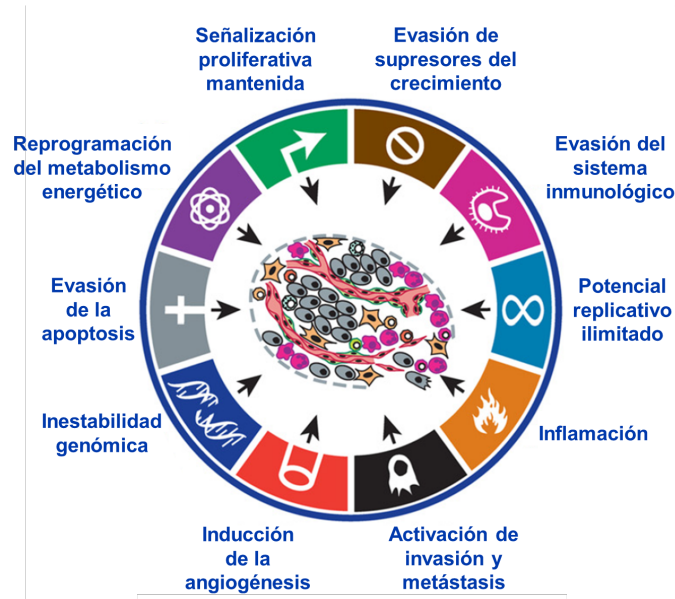 Señalización
proliferativa
mantenida
Evasión de
supresores del
crecimiento
Reprogramación
del metabolismo
energético
Evasión del
sistema
inmunológico
Evasión
de la
apoptosis
Potencial
replicativo
ilimitado
Inestabilidad
genómica
Inflamación
Inducción
de la
angiogénesis
Activación de
invasión y
metástasis